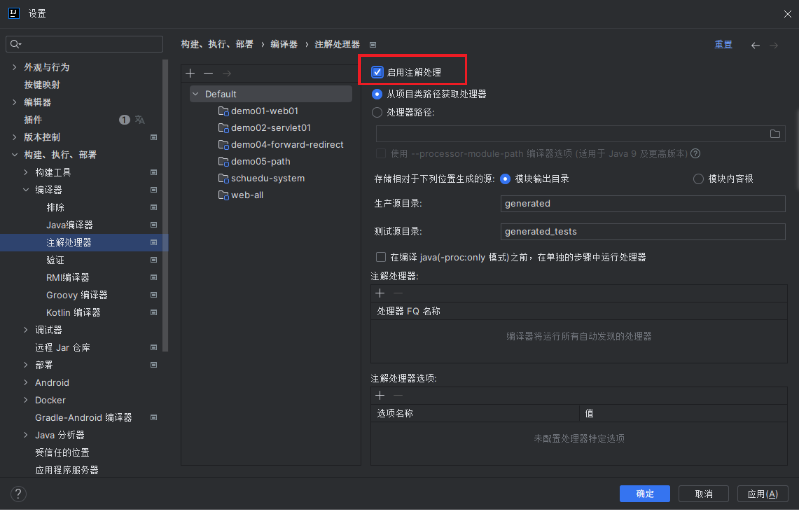 设置
构建、执行、部署 › 编译器 › 注解处理器
重置
外观与行为
按键映射
编辑器
插件 1
版本控制
构建、执行、部署
构建工具
编译器
排除
Java编译器
注解处理器
验证
RMI编译器
Groovy 编译器
Kotlin 编译器
调试器
远程 Jar 仓库
部署
Android
Docker
Gradle-Android 编译器
Java 分析器
受信任的位置
应用程序服务器
Default
demo01-web01
demo02-servlet01
demo04-forward-redirect
demo05-path
schuedu-system
web-all
启用注解处理
从项目类路径获取处理器
处理器路径:
使用 --processor-module-path 编译器选项 (适用于 Java 9 及更高版本) ?
存储相对于下列位置生成的源: 模块输出目录 模块内容根
生产源目录: generated
测试源目录: generated_tests
在编译 java(-proc:only 模式)之前，在单独的步骤中运行处理器
注解处理器:
处理器 FQ 名称
编译器将运行所有自动发现的处理器
注解处理器选项:
选项名称 值
未配置处理器特定选项
? 确定 取消 应用(A)